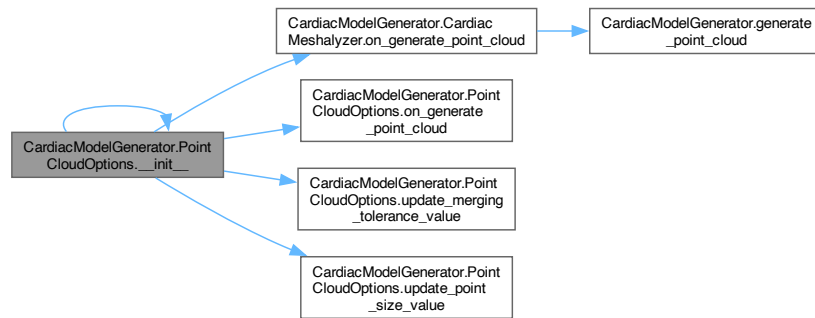 CardiacModelGenerator.Point
CloudOptions.__init__
CardiacModelGenerator.Cardiac
Meshalyzer.on_generate_point_cloud
CardiacModelGenerator.generate
_point_cloud
CardiacModelGenerator.Point
CloudOptions.on_generate
_point_cloud
CardiacModelGenerator.Point
CloudOptions.update_merging
_tolerance_value
CardiacModelGenerator.Point
CloudOptions.update_point
_size_value